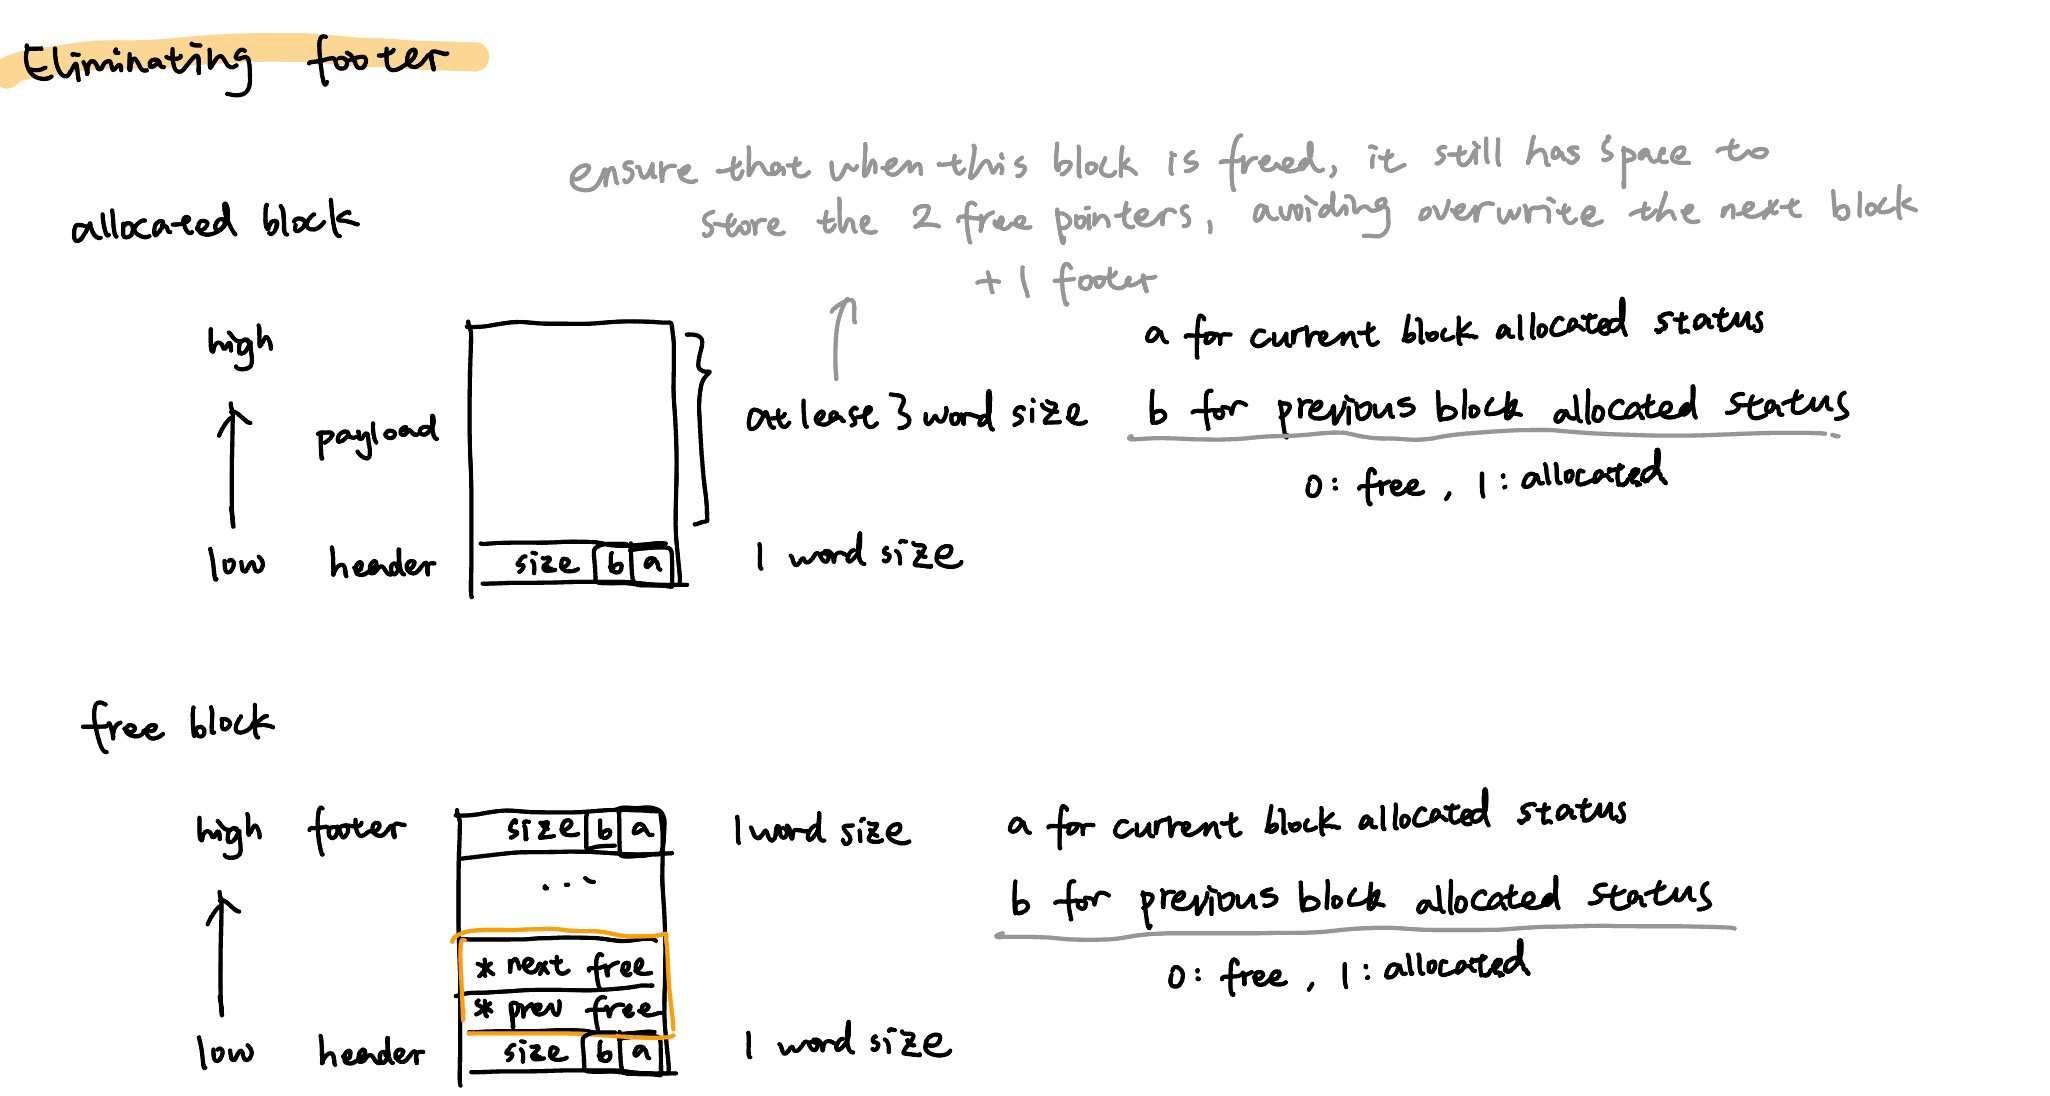 Eliminating footer
ensure that when this block is freed, it still has space to
store the 2 free pointers, avoiding overwrite the next block
+ 1 footer
allocated block
high
payload
at lease 3 word size
a for current block allocated status
b for previous block allocated status
0: free, 1: allocated
low header size b a 1 word size
free block
high footer size b a 1 word size
...
* next free
* prev free
low header size b a 1 word size
a for current block allocated status
b for previous block allocated status
0: free, 1: allocated